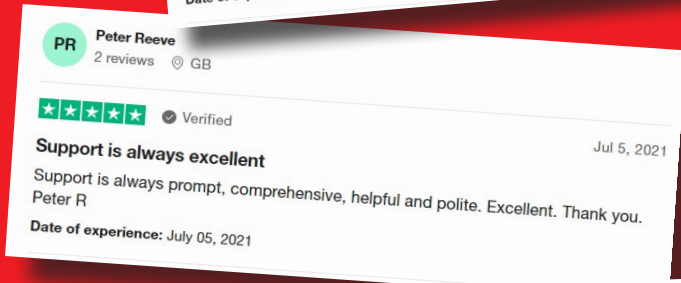 PR
Peter Reeve
2 reviews GB
Verified
Jul 5, 2021
Support is always excellent
Support is always prompt, comprehensive, helpful and polite. Excellent. Thank you.
Peter R
Date of experience: July 05, 2021